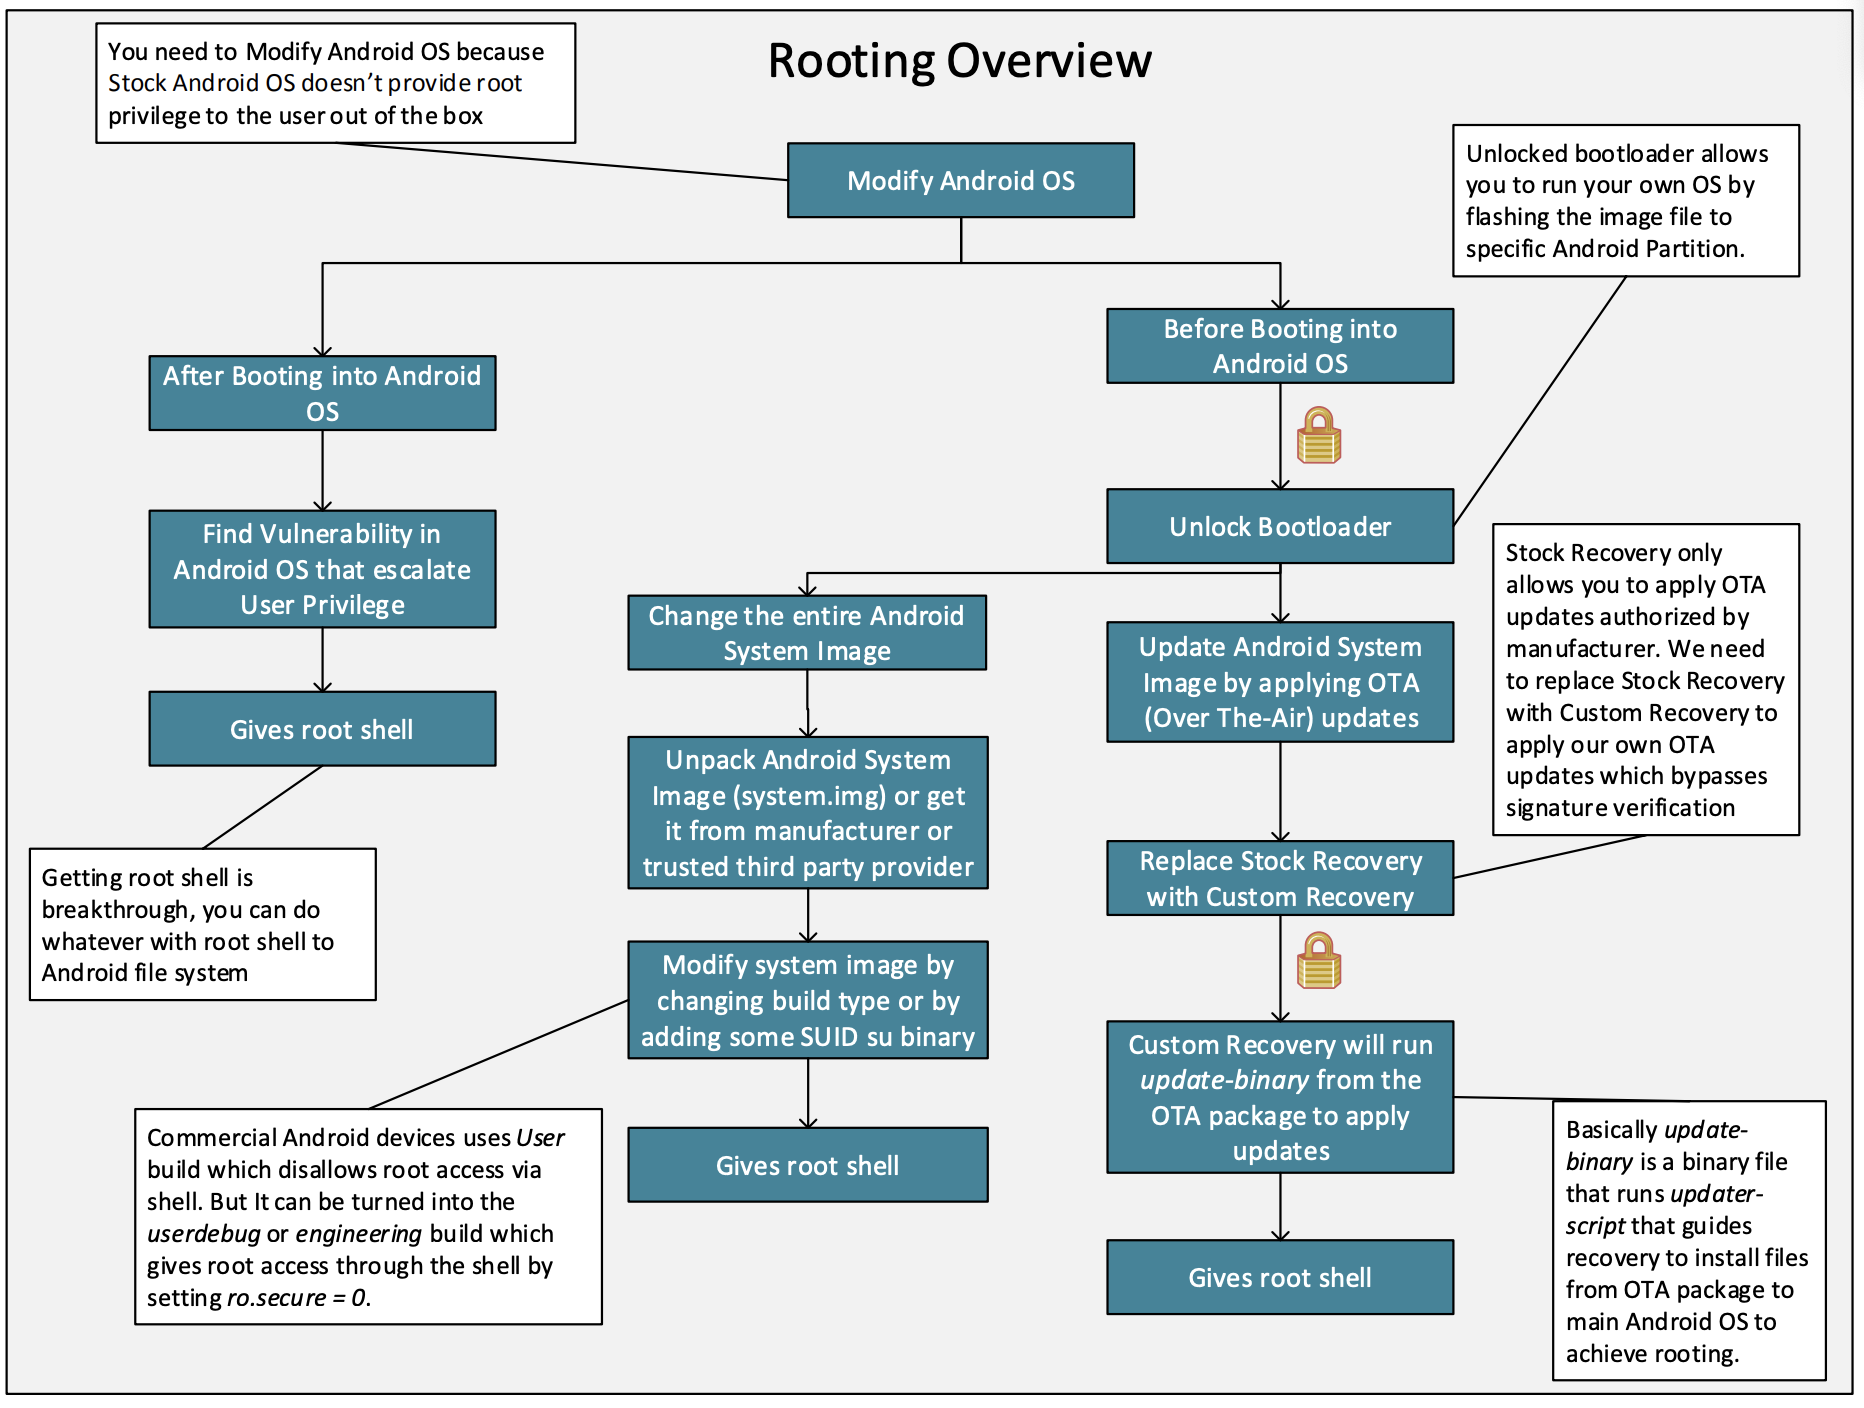 Rooting Overview
You need to Modify Android OS because
Stock Android OS doesn’t provide root
privilege to the user out of the box
Modify Android OS
Unlocked bootloader allows
you to run your own OS by
flashing the image file to
specific Android Partition.
Before Booting into
Android OS
After Booting into Android
OS
Unlock Bootloader
Find Vulnerability in
Android OS that escalate
User Privilege
Stock Recovery only
allows you to apply OTA
updates authorized by
manufacturer. We need
to replace Stock Recovery
with Custom Recovery to
apply our own OTA
updates which bypasses
signature verification
Change the entire Android
System Image
Update Android System
Image by applying OTA
(Over The-Air) updates
Gives root shell
Unpack Android System
Image (system.img) or get
it from manufacturer or
trusted third party provider
Replace Stock Recovery
with Custom Recovery
Getting root shell is
breakthrough, you can do
whatever with root shell to
Android file system
Modify system image by
changing build type or by
adding some SUID su binary
Custom Recovery will run
update-binary from the
OTA package to apply
updates
Commercial Android devices uses User
build which disallows root access via
shell. But It can be turned into the
userdebug or engineering build which
gives root access through the shell by
setting ro.secure = 0.
Gives root shell
Basically update-
binary is a binary file
that runs updater-
script that guides
recovery to install files
from OTA package to
main Android OS to
achieve rooting.
Gives root shell